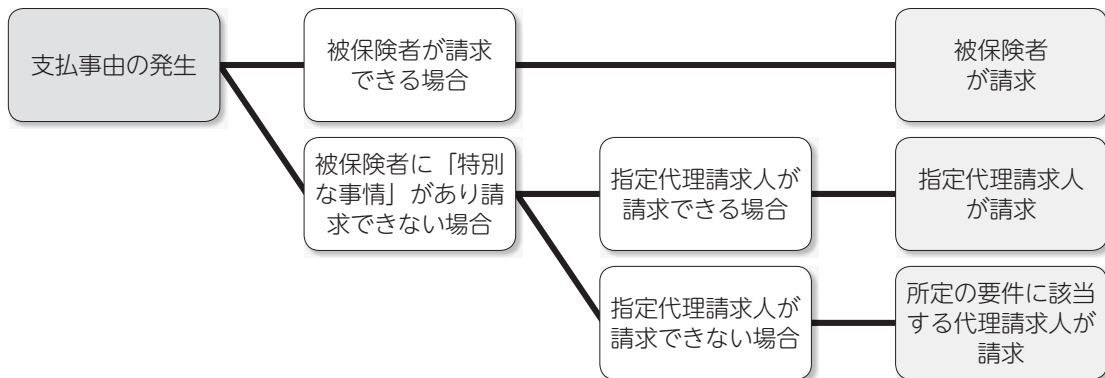 支払事由の発生
被保険者が請求
できる場合
被保険者
が請求
被保険者に「特別
な事情」があり請
求できない場合
指定代理請求人が
請求できる場合
指定代理請求人
が請求
指定代理請求人が
請求できない場合
所定の要件に該当
する代理請求人が
請求